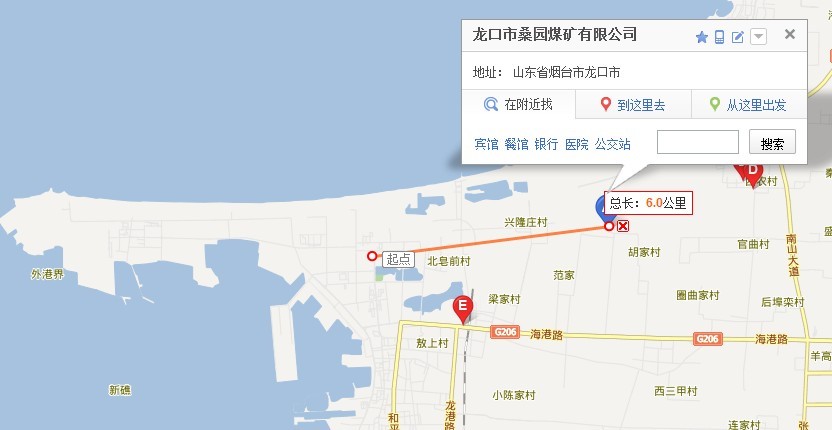 龙口市桑园煤矿有限公司
地址： 山东省烟台市龙口市
在附近找
到这里去
从这里出发
宾馆 餐馆 银行 医院 公交站
搜索
D
总长：6.0公里
兴隆庄村
官曲村
南山大道
胡家村
起点
北皂前村
外港界
范家
梁家村
圈曲家村
后埠栾村
E
G206
海港路
G206
海港路
敖上村
羊高
新礁
小陈家村
西三甲村
龙港路
和平
连家村
张